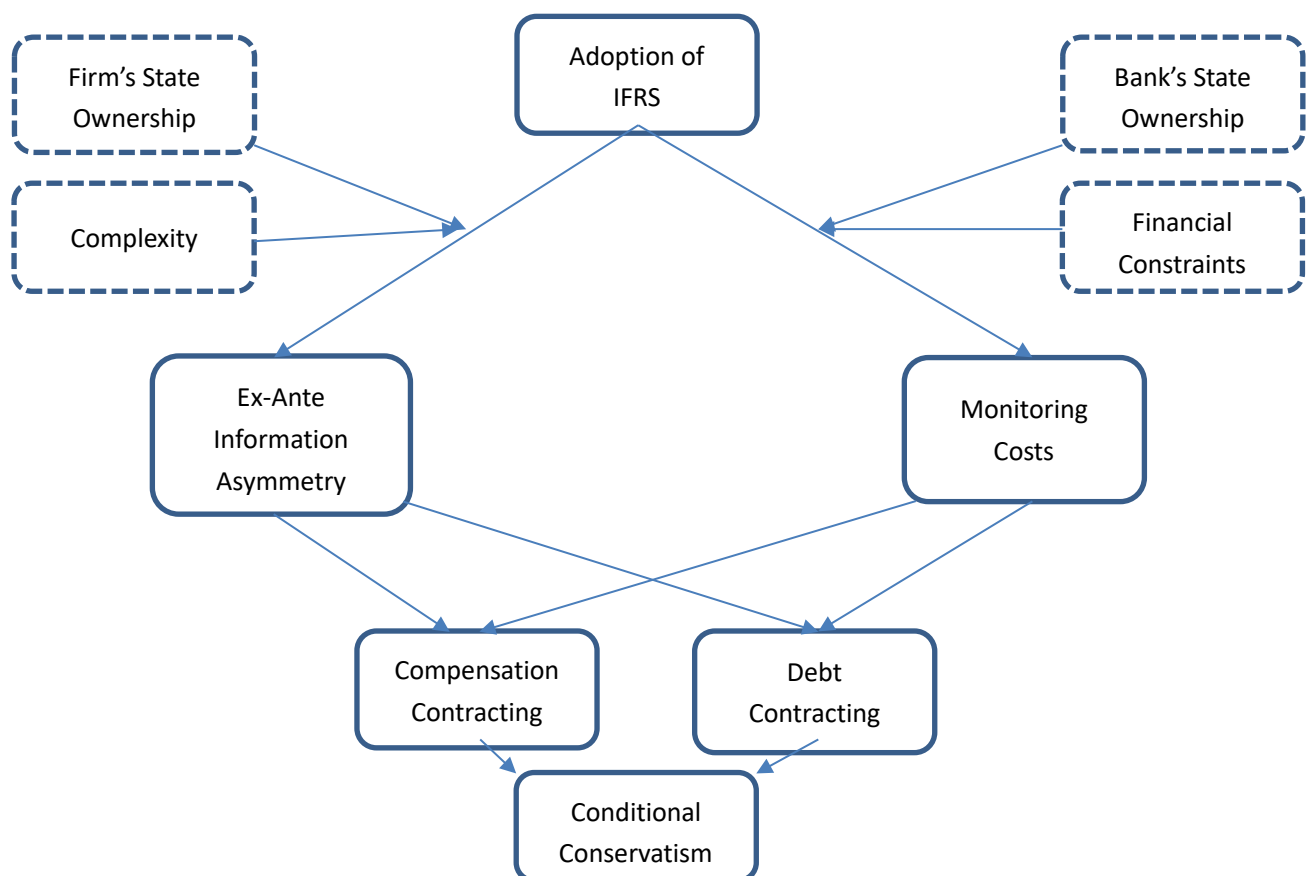 Firm’s State
Ownership
Adoption of
IFRS
Bank’s State
Ownership
Complexity
Financial
Constraints
Ex-Ante
Information
Asymmetry
Monitoring
Costs
Compensation
Contracting
Debt
Contracting
Conditional
Conservatism